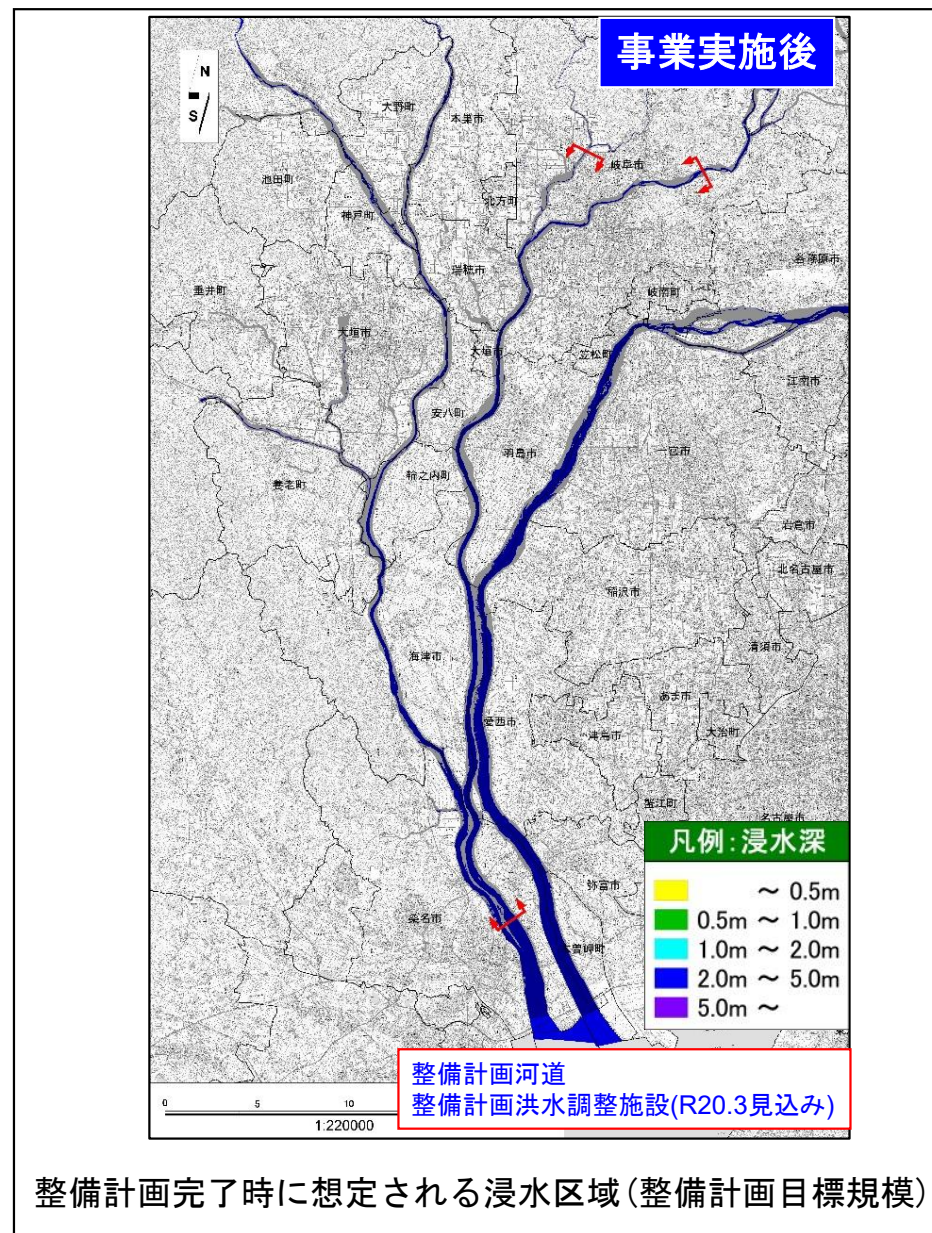 事業実施後
N
S
大野町
本巣市
岐阜市
池田町
北方町
神戸町
各務原市
瑞穂市
垂井町
岐南町
大垣市
大垣市
笠松町
江南市
安八町
羽島市
一宮市
輪之内町
養老町
岩倉市
北名古屋市
稲沢市
清須市
海津市
あま市
愛西市
津島市
大治町
蟹江町
名古屋市
凡例:浸水深
～ 0.5m
0.5m ～ 1.0m
1.0m ～ 2.0m
2.0m ～ 5.0m
5.0m ～
弥富市
桑名市
木曽岬町
整備計画河道
整備計画洪水調整施設(R20.3見込み)
0 5 10
1:220000
整備計画完了時に想定される浸水区域(整備計画目標規模)